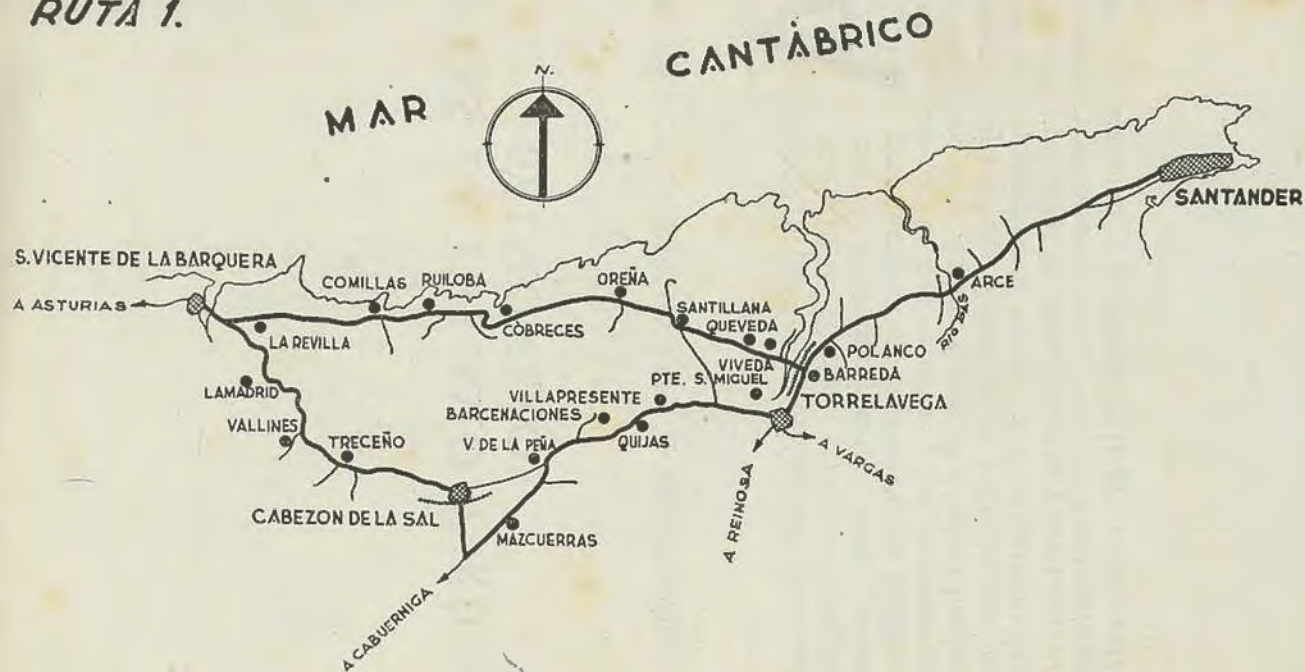 RUTA 1.
MAR CANTÁBRICO
N.
SANTANDER
S. VICENTE DE LA BARQUERA
A ASTURIAS
COMILLAS
RUILOBA
OREÑA
ARCE
RIO PAS
LA REVILLA
CÓBRECES
SANTILLANA
QUEVEDA
VIVEDA
POLANCO
BARREDA
LAMADRID
PTE. S. MIGUEL
VILLAPRESENTE
TORRELAVEGA
BARCENACIONES
VALLINES
TRECEÑO
V. DE LA PEÑA
QUIJAS
A VARGAS
A REINOSA
CABEZON DE LA SAL
MAZCUERRAS
A CABUERNIGA